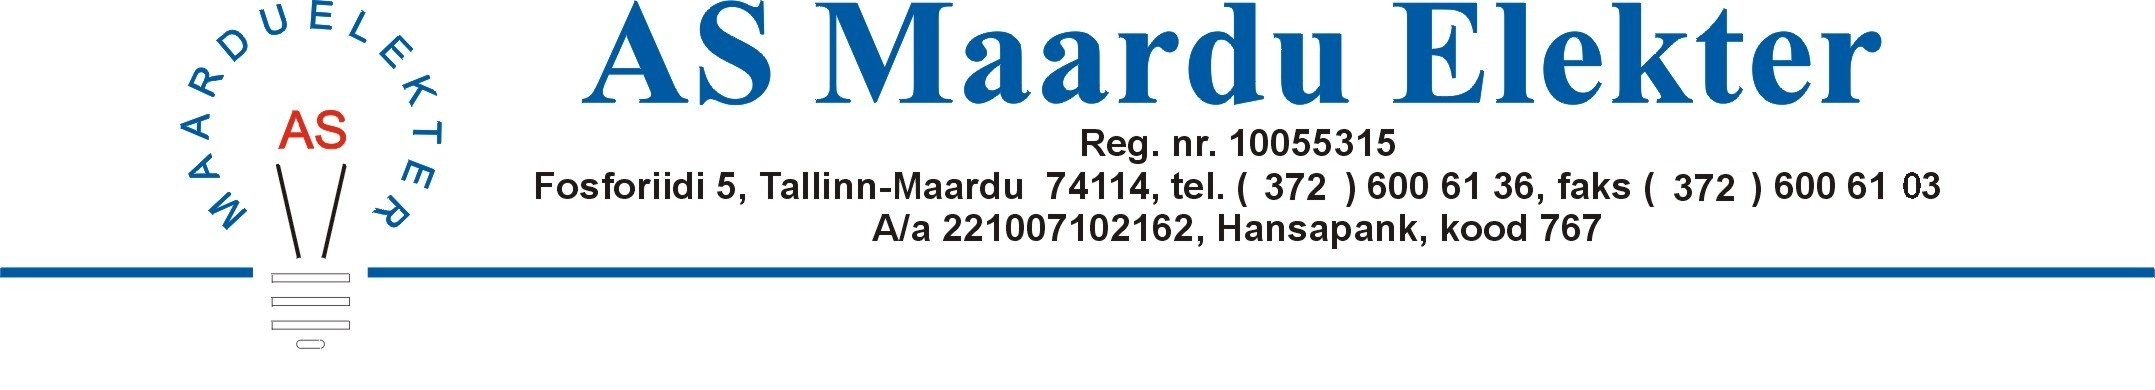 MAARDUELEKTER
AS
AS Maardu Elekter
Reg. nr. 10055315
Fosforiidi 5, Tallinn-Maardu 74114, tel. ( 372 ) 600 61 36, faks ( 372 ) 600 61 03
A/a 221007102162, Hansapank, kood 767